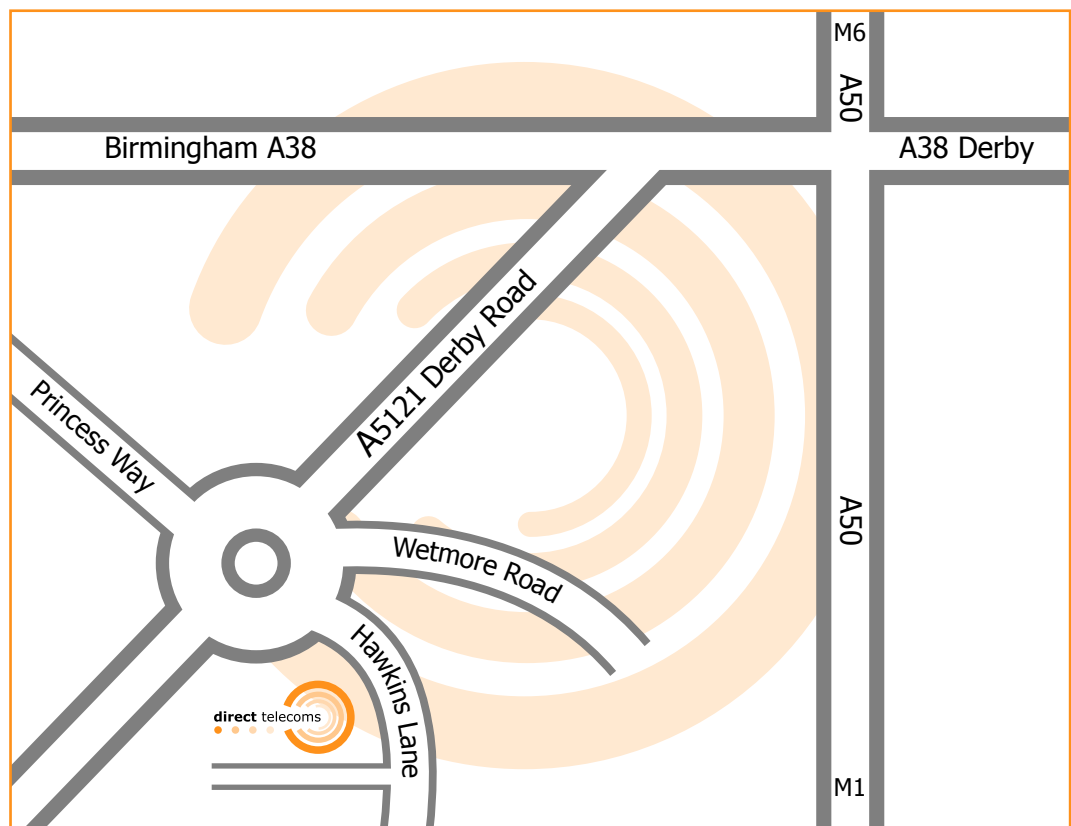 M6
A50
Birmingham A38
A38 Derby
A5121 Derby Road
Princess Way
A50
Wetmore Road
Hawkins Lane
direct telecoms
M1